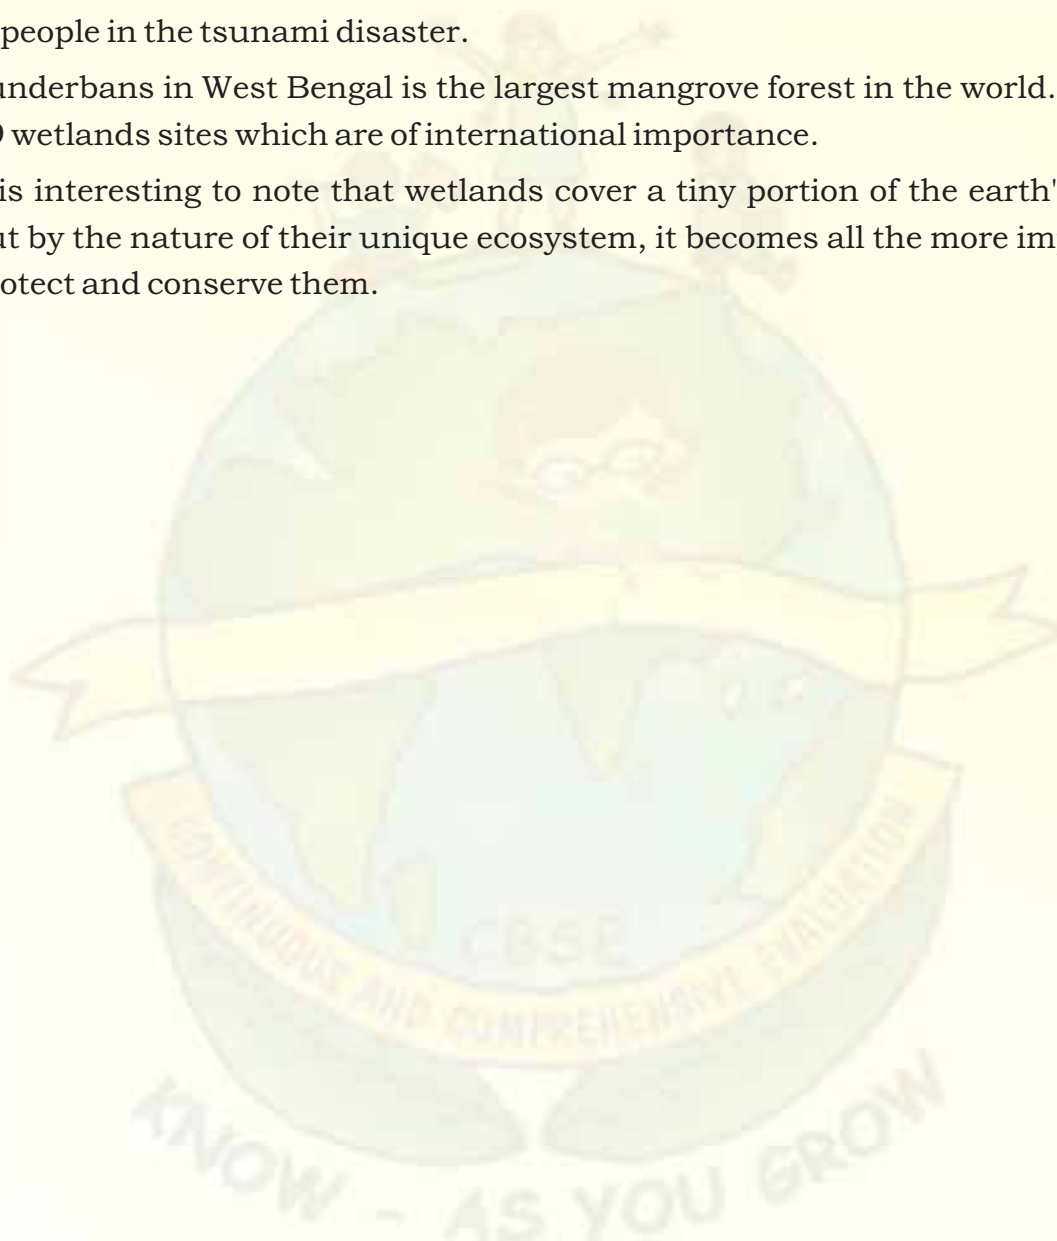 people in the tsunami disaster.
underbans in West Bengal is the largest mangrove forest in the world.
wetlands sites which are of international importance.
is interesting to note that wetlands cover a tiny portion of the earth'
ut by the nature of their unique ecosystem, it becomes all the more im
otect and conserve them.
CBSE
CONTINUOUS AND COMPREHENSIVE EVALUATION
KNOW - AS YOU GROW